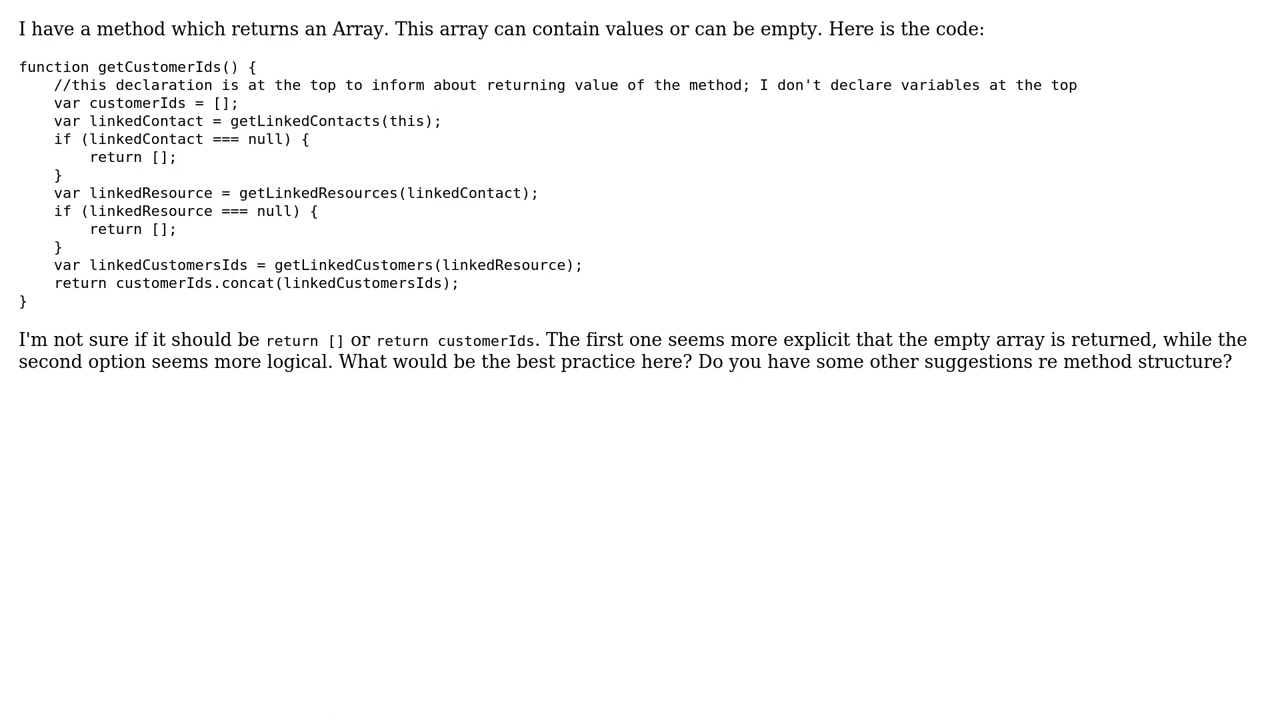 I have a method which returns an Array. This array can contain values or can be empty. Here is the code:
function getCustomerIds() {
    //this declaration is at the top to inform about returning value of the method; I don't declare variables at the top
    var customerIds = [];
    var linkedContact = getLinkedContacts(this);
    if (linkedContact === null) {
        return [];
    }
    var linkedResource = getLinkedResources(linkedContact);
    if (linkedResource === null) {
        return [];
    }
    var linkedCustomersIds = getLinkedCustomers(linkedResource);
    return customerIds.concat(linkedCustomersIds);
}
I'm not sure if it should be return [] or return customerIds. The first one seems more explicit that the empty array is returned, while the
second option seems more logical. What would be the best practice here? Do you have some other suggestions re method structure?